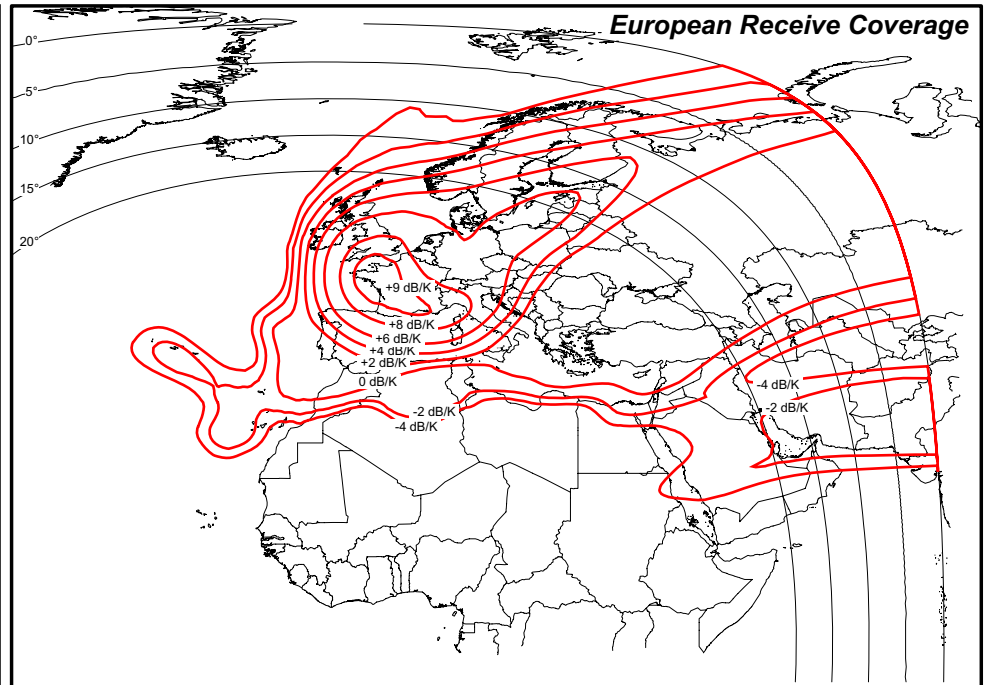 European Receive Coverage
0°
5°
10°
15°
20°
+9 dB/K
+8 dB/K
+6 dB/K
+4 dB/K
+2 dB/K
0 dB/K
-2 dB/K
-4 dB/K
-4 dB/K
-2 dB/K